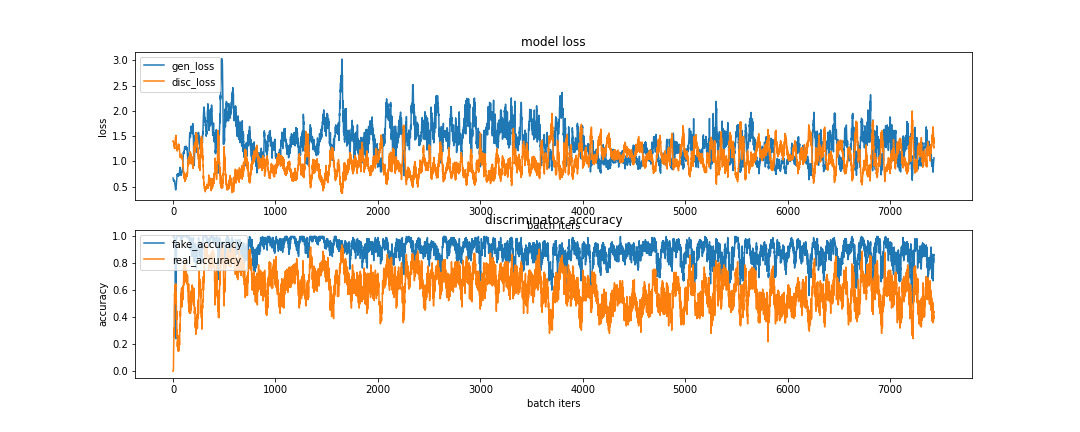 model loss
3.0
2.5
2.0
1.5
1.0
0.5
loss
gen_loss
disc_loss
0 1000 2000 3000 4000 5000 6000 7000
batch iters
discriminator accuracy
1.0
0.8
0.6
0.4
0.2
0.0
accuracy
fake_accuracy
real_accuracy
0 1000 2000 3000 4000 5000 6000 7000
batch iters